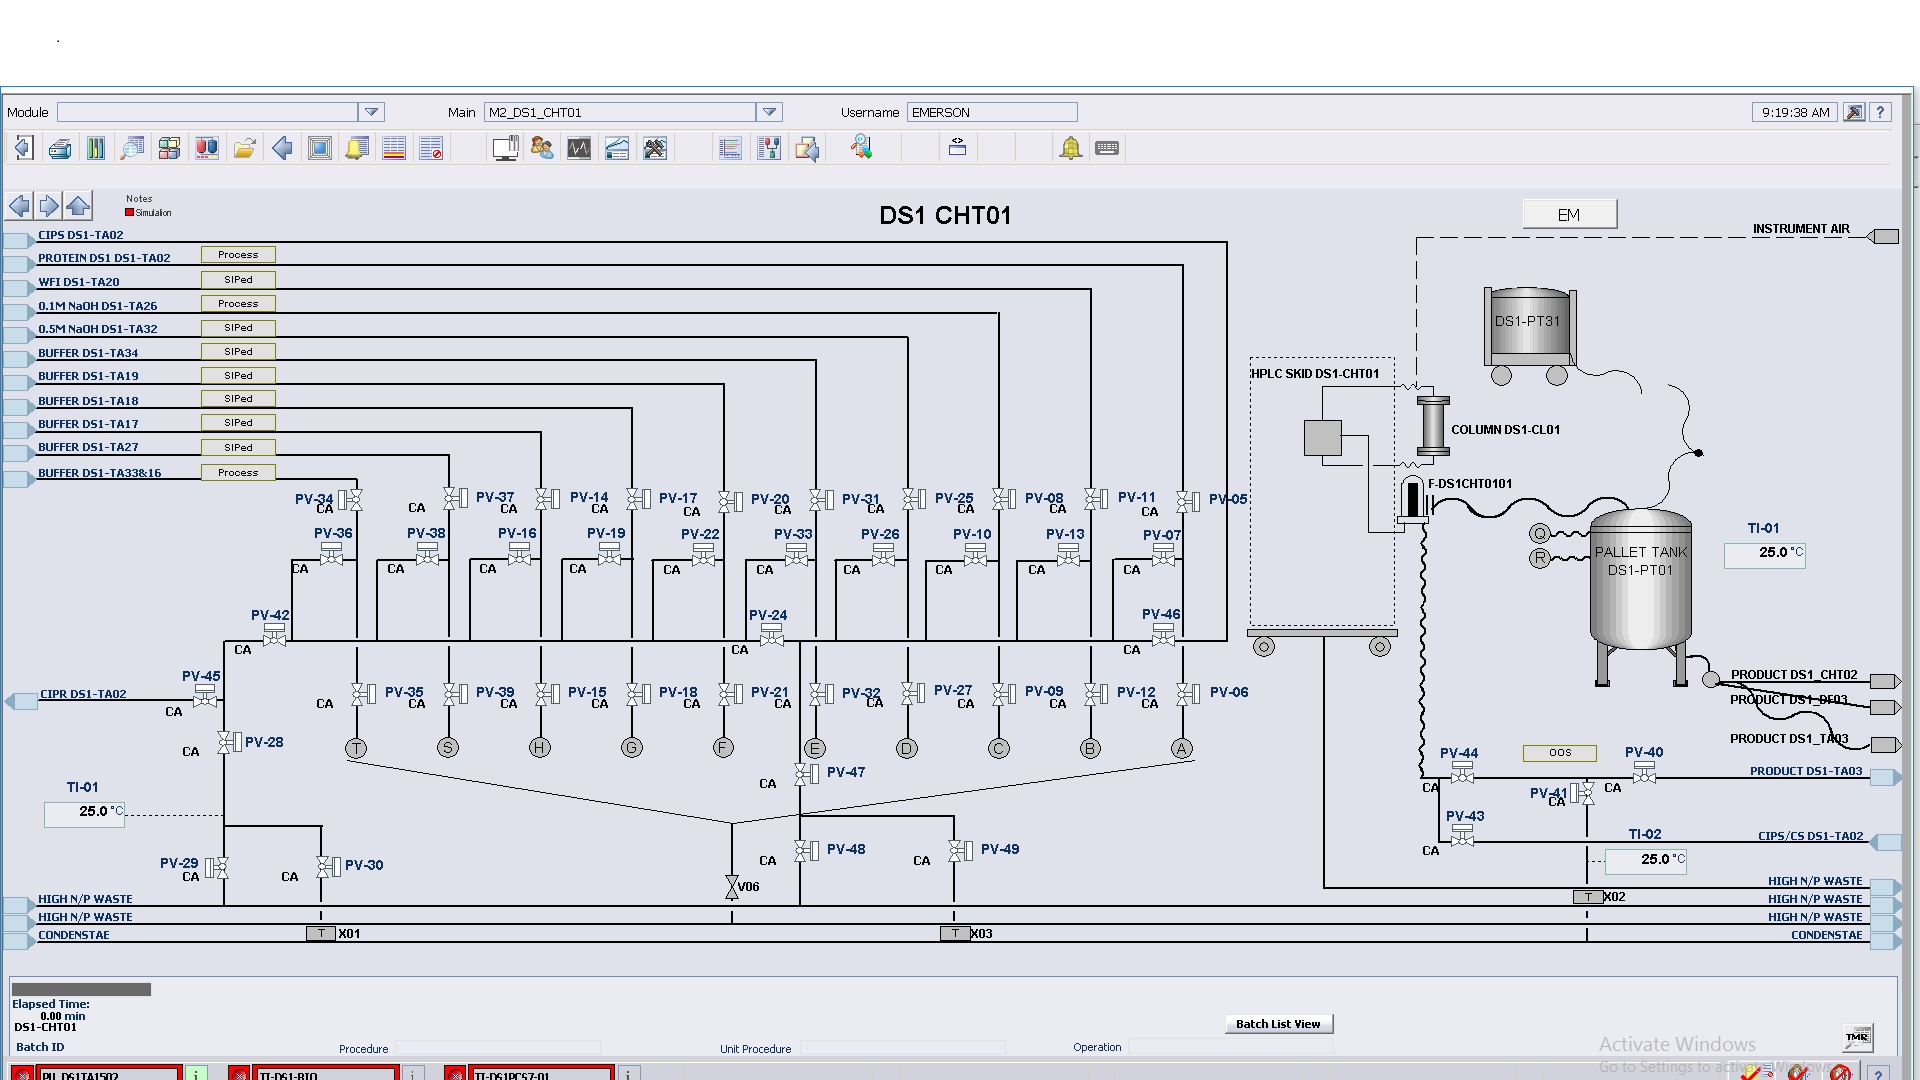 Module
Main M2_DS1_CHT01
Username EMERSON
9:19:38 AM
?
Notes
Simulation
DS1 CHT01
EM
INSTRUMENT AIR
CIPS DS1-TA02
PROTEIN DS1 DS1-TA02 Process
WFI DS1-TA20 SIPed
0.1M NaOH DS1-TA26 Process
0.5M NaOH DS1-TA32 SIPed
BUFFER DS1-TA34 SIPed
BUFFER DS1-TA19 SIPed
BUFFER DS1-TA18 SIPed
BUFFER DS1-TA17 SIPed
BUFFER DS1-TA27 SIPed
BUFFER DS1-TA33&16 Process
DS1-PT31
HPLC SKID DS1-CHT01
COLUMN DS1-CL01
F-DS1CHT0101
PV-34 PV-37 PV-14 PV-17 PV-20 PV-31 PV-25 PV-08 PV-11 PV-05
CA CA CA CA CA CA CA CA CA CA
PV-36 PV-38 PV-16 PV-19 PV-22 PV-33 PV-26 PV-10 PV-13 PV-07
CA CA CA CA CA CA CA CA CA CA
Q
R
PALLET TANK
DS1-PT01
TI-01
25.0 °C
PV-42 PV-24 PV-46
CA CA CA
PV-45
CIPR DS1-TA02
CA
PV-35 PV-39 PV-15 PV-18 PV-21 PV-32 PV-27 PV-09 PV-12 PV-06
CA CA CA CA CA CA CA CA CA CA
T S H G F E D C B A
PRODUCT DS1_CHT02
PRODUCT DS1_DF03
PRODUCT DS1_TA03
PV-28
CA
PV-47
CA
PV-44
CA
OOS
PV-40
CA
PV-41
CA
PRODUCT DS1-TA03
TI-01
25.0 °C
PV-43
CA
CIPS/CS DS1-TA02
TI-02
25.0 °C
PV-29
CA
PV-30
CA
PV-48
CA
PV-49
CA
V06
HIGH N/P WASTE
HIGH N/P WASTE
CONDENSTAE
T X01
T X03
T X02
HIGH N/P WASTE
HIGH N/P WASTE
HIGH N/P WASTE
CONDENSTAE
Elapsed Time:
0.00 min
DS1-CHT01
Batch ID
Procedure
Unit Procedure
Operation
Batch List View
TMR
Activate Windows
Go to Settings to activate Windows.
PU_DS1TA1502 i
TI-DS1-RIO i
TI-DS1PCS7-01 i
?